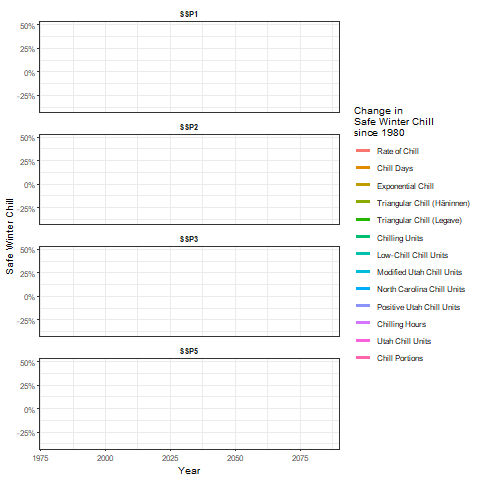 SSP1
50%
25%
0%
-25%
SSP2
50%
25%
0%
-25%
SSP3
50%
25%
0%
-25%
SSP5
50%
25%
0%
-25%
1975 2000 2025 2050 2075
Year
Safe Winter Chill
Change in
Safe Winter Chill
since 1980
Rate of Chill
Chill Days
Exponential Chill
Triangular Chill (Häninnen)
Triangular Chill (Legave)
Chilling Units
Low-Chill Chill Units
Modified Utah Chill Units
North Carolina Chill Units
Positive Utah Chill Units
Chilling Hours
Utah Chill Units
Chill Portions